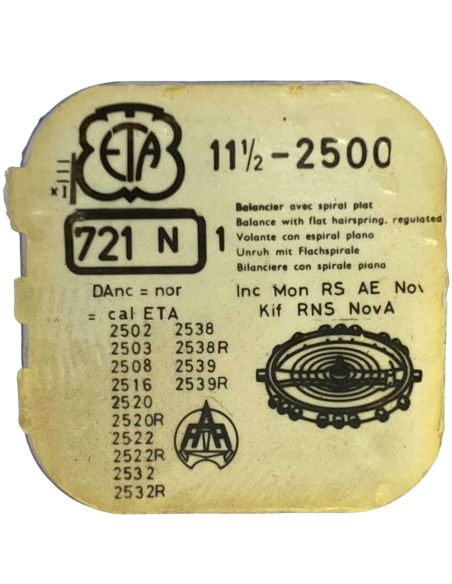 ETA
11½-2500
x1
721 N 1
Balancier avec spiral plat
Balance with flat hairspring, regulated
Volante con espiral plano
Unruh mit Flachspirale
Bilanciere con spirale piana
DAnc = nor
Inc Mon RS AE Nov
= cal ETA
Kif RNS NovA
2502 2538
2503 2538R
2508 2539
2516 2539R
2520
2520R
2522
2522R
2532
2532R